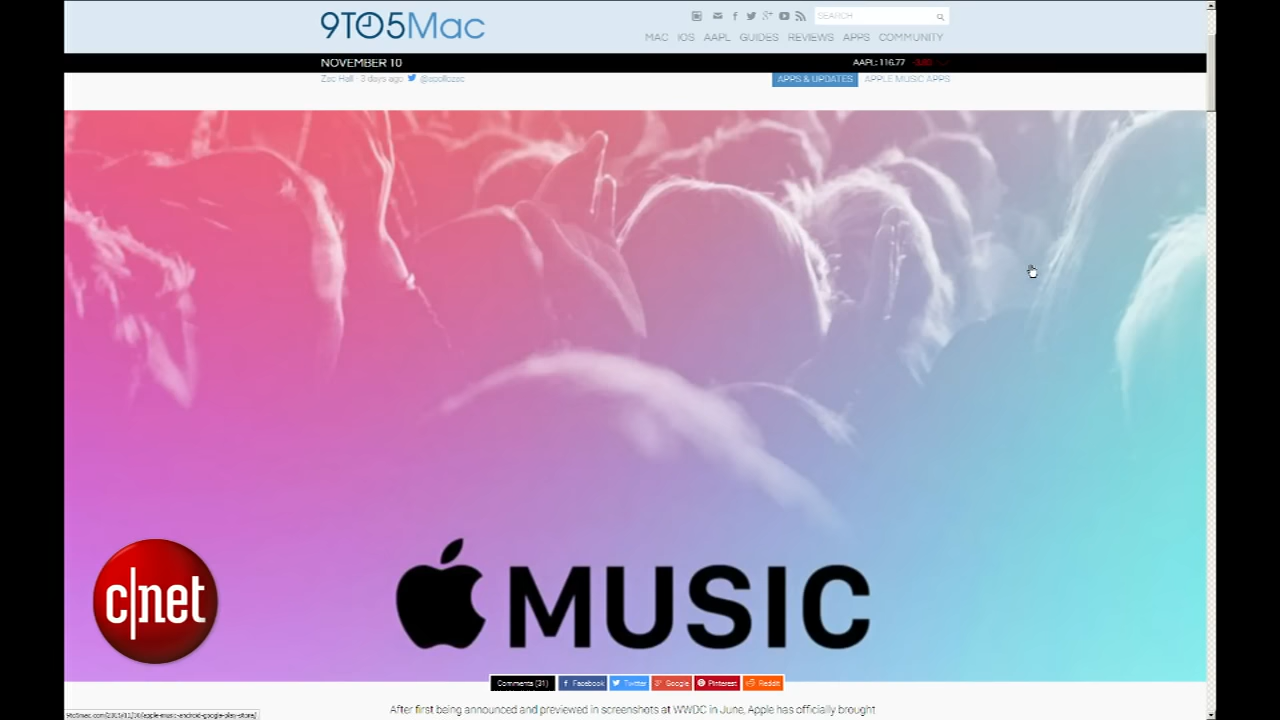 9TO5Mac
SEARCH
MAC IOS AAPL GUIDES REVIEWS APPS COMMUNITY
NOVEMBER 10
AAPL: 116.77
Zac Hall - 3 days ago @apollozac
APPS & UPDATES APPLE MUSIC APPS
MUSIC
c|net
Comments (31) Facebook Twitter Google Pinterest Reddit
After first being announced and previewed in screenshots at WWDC in June, Apple has officially brought